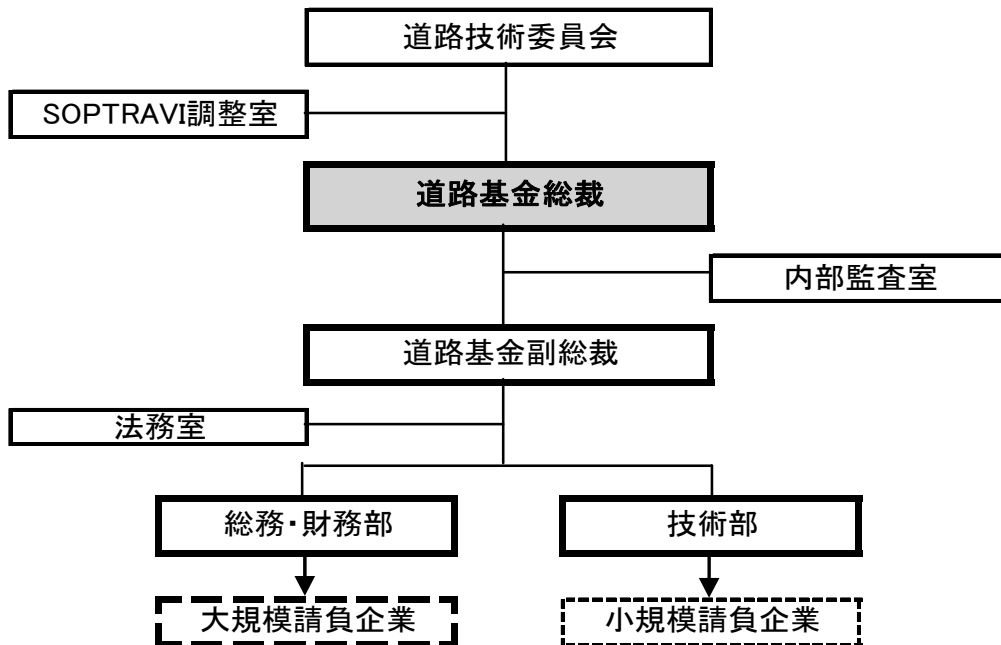 道路技術委員会
SOPTRAVI調整室
道路基金総裁
内部監査室
道路基金副総裁
法務室
総務・財務部
技術部
大規模請負企業
小規模請負企業